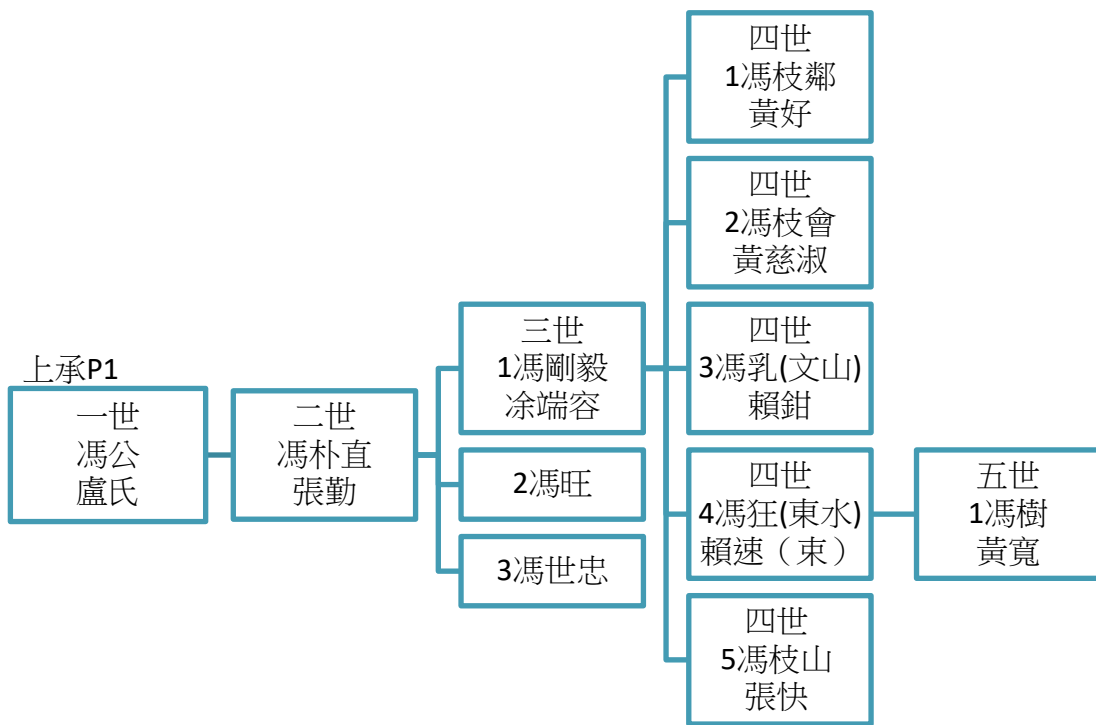 上承P1
一世
馮公
盧氏
二世
馮朴直
張勤
三世
1馮剛毅
凃端容
2馮旺
3馮世忠
四世
1馮枝鄰
黃好
四世
2馮枝會
黃慈淑
四世
3馮乳(文山)
賴鉗
四世
4馮狂(東水)
賴速（束）
四世
5馮枝山
張快
五世
1馮樹
黃寬